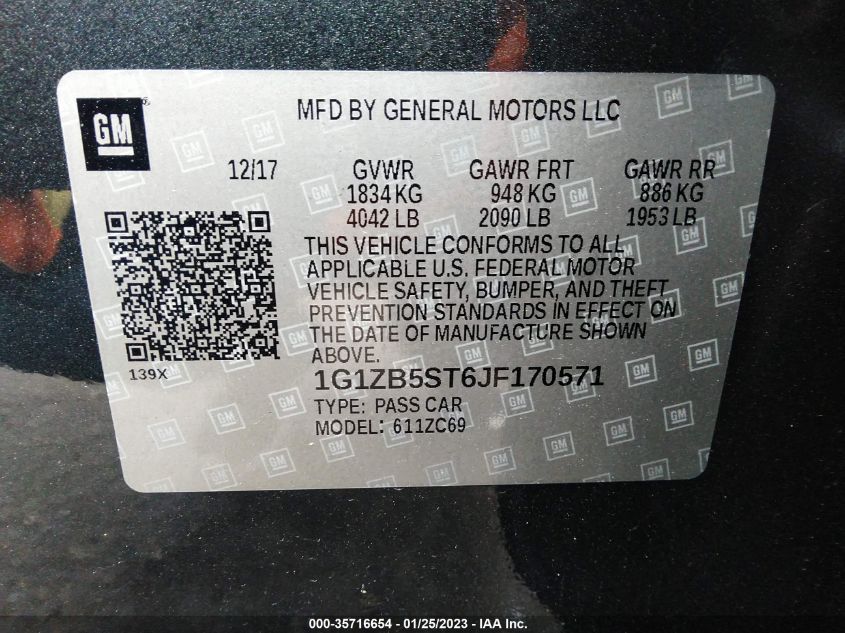 GM
MFD BY GENERAL MOTORS LLC
12/17 GVWR GAWR FRT GAWR RR
1834 KG 948 KG 886 KG
4042 LB 2090 LB 1953 LB
THIS VEHICLE CONFORMS TO ALL
APPLICABLE U.S. FEDERAL MOTOR
VEHICLE SAFETY, BUMPER, AND THEFT
PREVENTION STANDARDS IN EFFECT ON
THE DATE OF MANUFACTURE SHOWN
ABOVE.
139X
1G1ZB5ST6JF170571
TYPE: PASS CAR
MODEL: 611ZC69
000-35716654 - 01/25/2023 - IAA Inc.